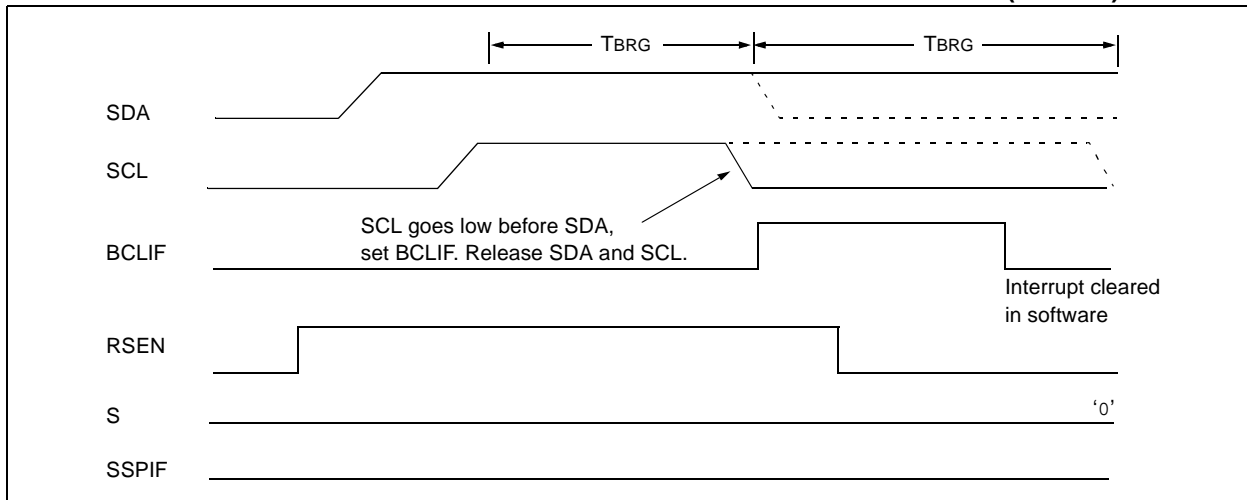 TBRG TBRG
SDA
SCL
SCL goes low before SDA,
set BCLIF. Release SDA and SCL.
BCLIF
Interrupt cleared
in software
RSEN
S
‘0’
SSPIF